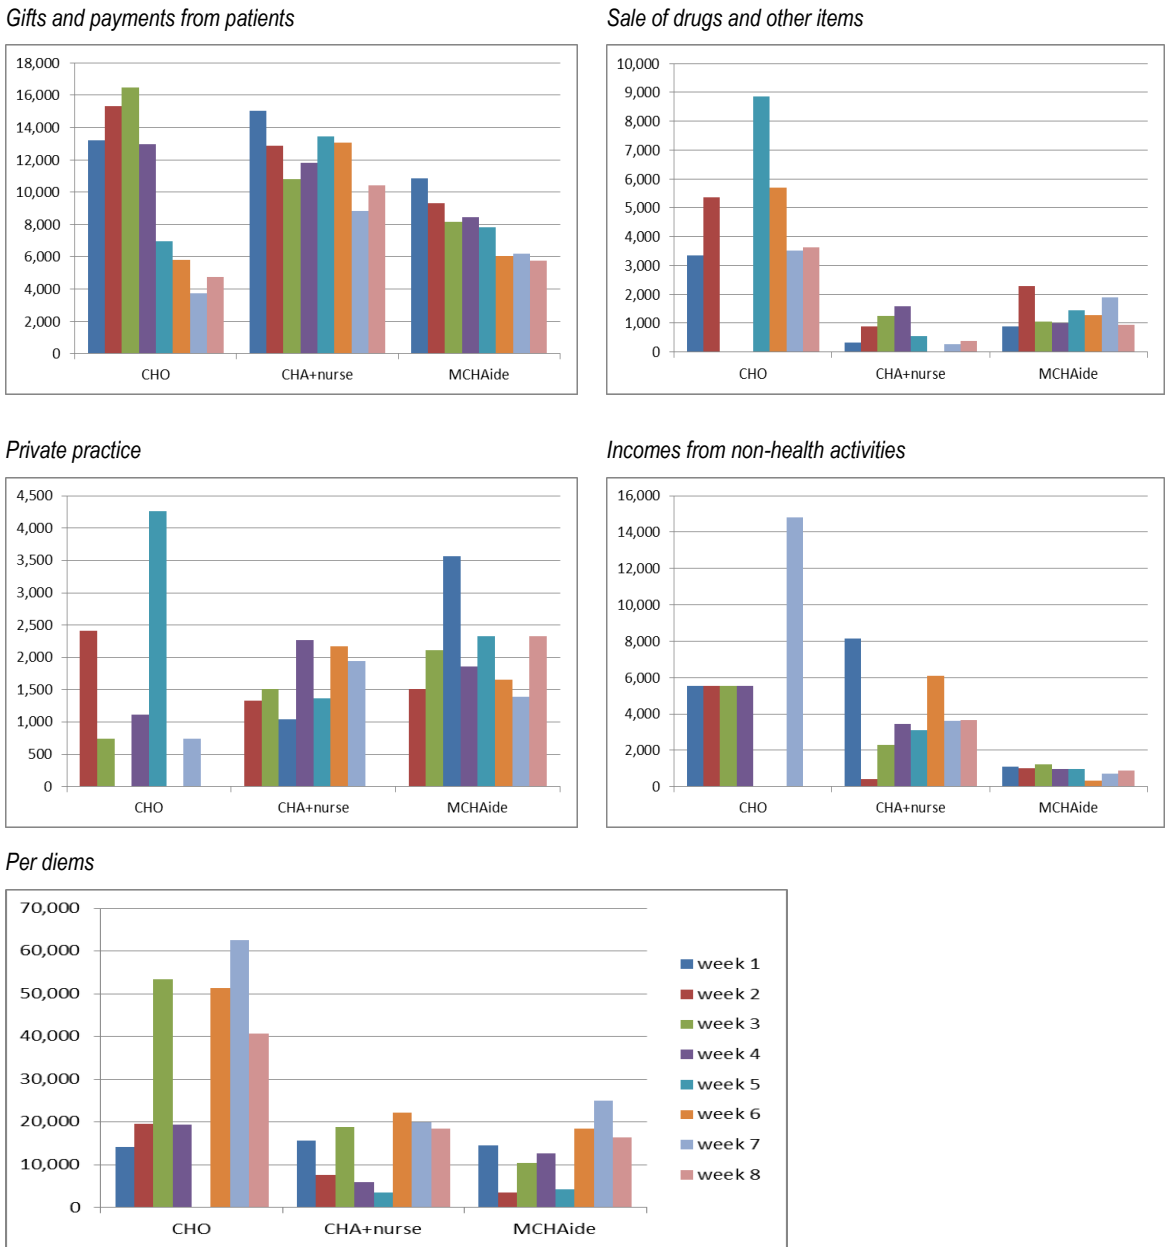 Gifts and payments from patients
18,000
16,000
14,000
12,000
10,000
8,000
6,000
4,000
2,000
0
CHO CHA+nurse MCHAide
Sale of drugs and other items
10,000
9,000
8,000
7,000
6,000
5,000
4,000
3,000
2,000
1,000
0
CHO CHA+nurse MCHAide
Private practice
4,500
4,000
3,500
3,000
2,500
2,000
1,500
1,000
500
0
CHO CHA+nurse MCHAide
Incomes from non-health activities
16,000
14,000
12,000
10,000
8,000
6,000
4,000
2,000
0
CHO CHA+nurse MCHAide
Per diems
70,000
60,000
50,000
40,000
30,000
20,000
10,000
0
CHO CHA+nurse MCHAide
week 1
week 2
week 3
week 4
week 5
week 6
week 7
week 8